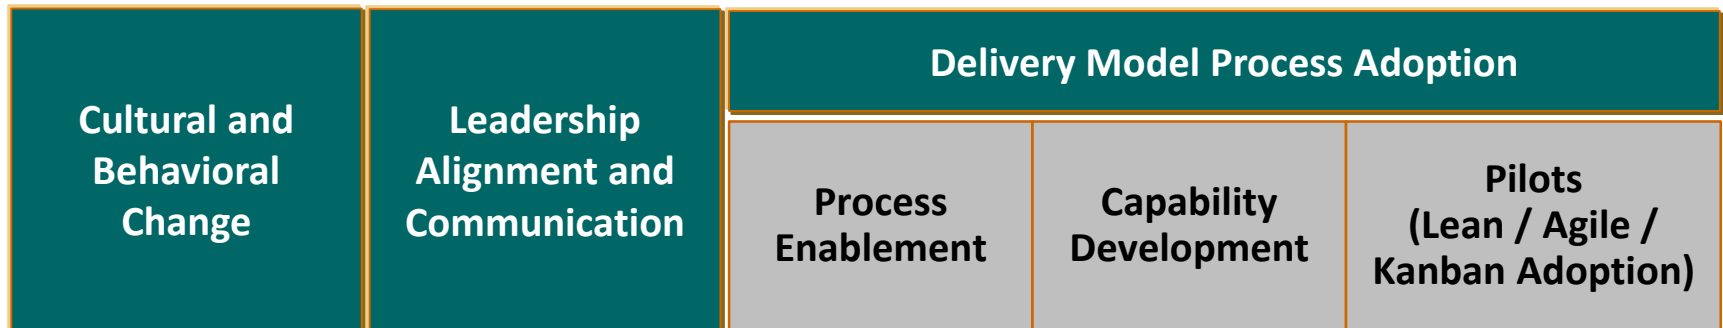 Cultural and
Behavioral
Change
Leadership
Alignment and
Communication
Delivery Model Process Adoption
Process
Enablement
Capability
Development
Pilots
(Lean / Agile /
Kanban Adoption)